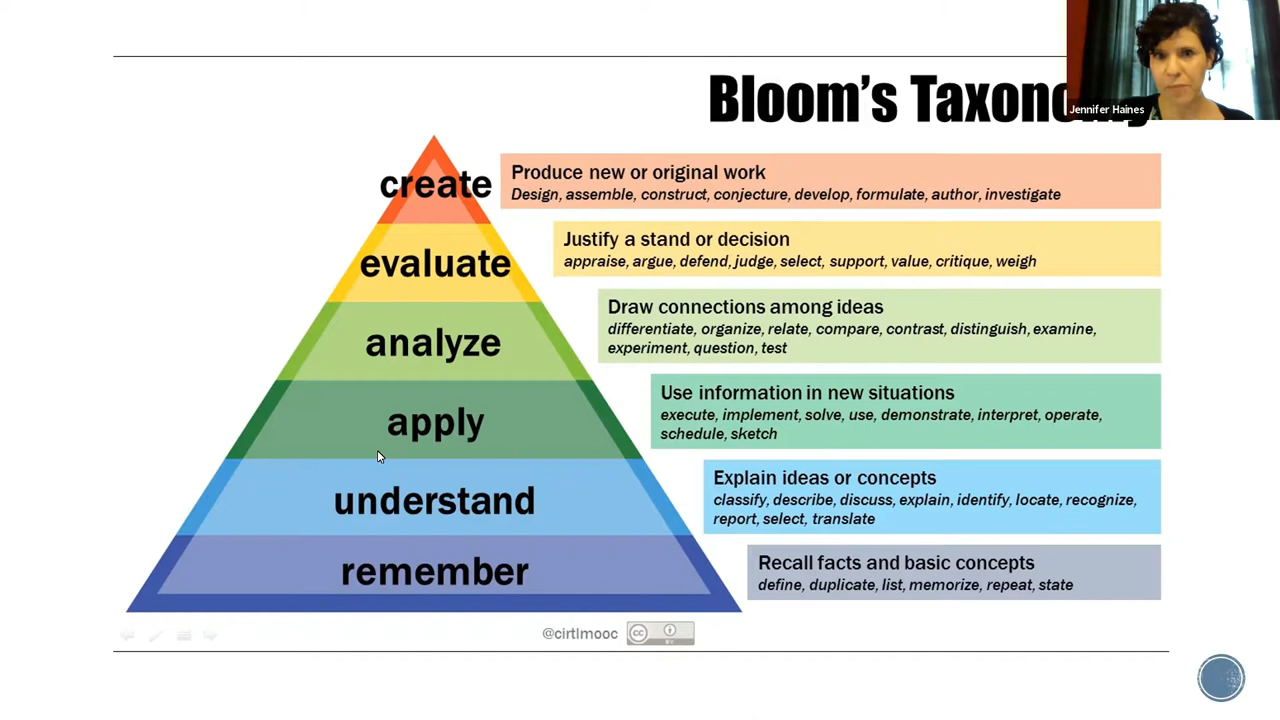 Bloom's
Jennifer Haines
create
Produce new or original work
Design, assemble, construct, conjecture, develop, formulate, author, investigate
evaluate
Justify a stand or decision
appraise, argue, defend, judge, select, support, value, critique, weigh
analyze
Draw connections among ideas
differentiate, organize, relate, compare, contrast, distinguish, examine,
experiment, question, test
apply
Use information in new situations
execute, implement, solve, use, demonstrate, interpret, operate,
schedule, sketch
understand
Explain ideas or concepts
classify, describe, discuss, explain, identify, locate, recognize,
report, select, translate
remember
Recall facts and basic concepts
define, duplicate, list, memorize, repeat, state
@cirtlmooc
cc
BY